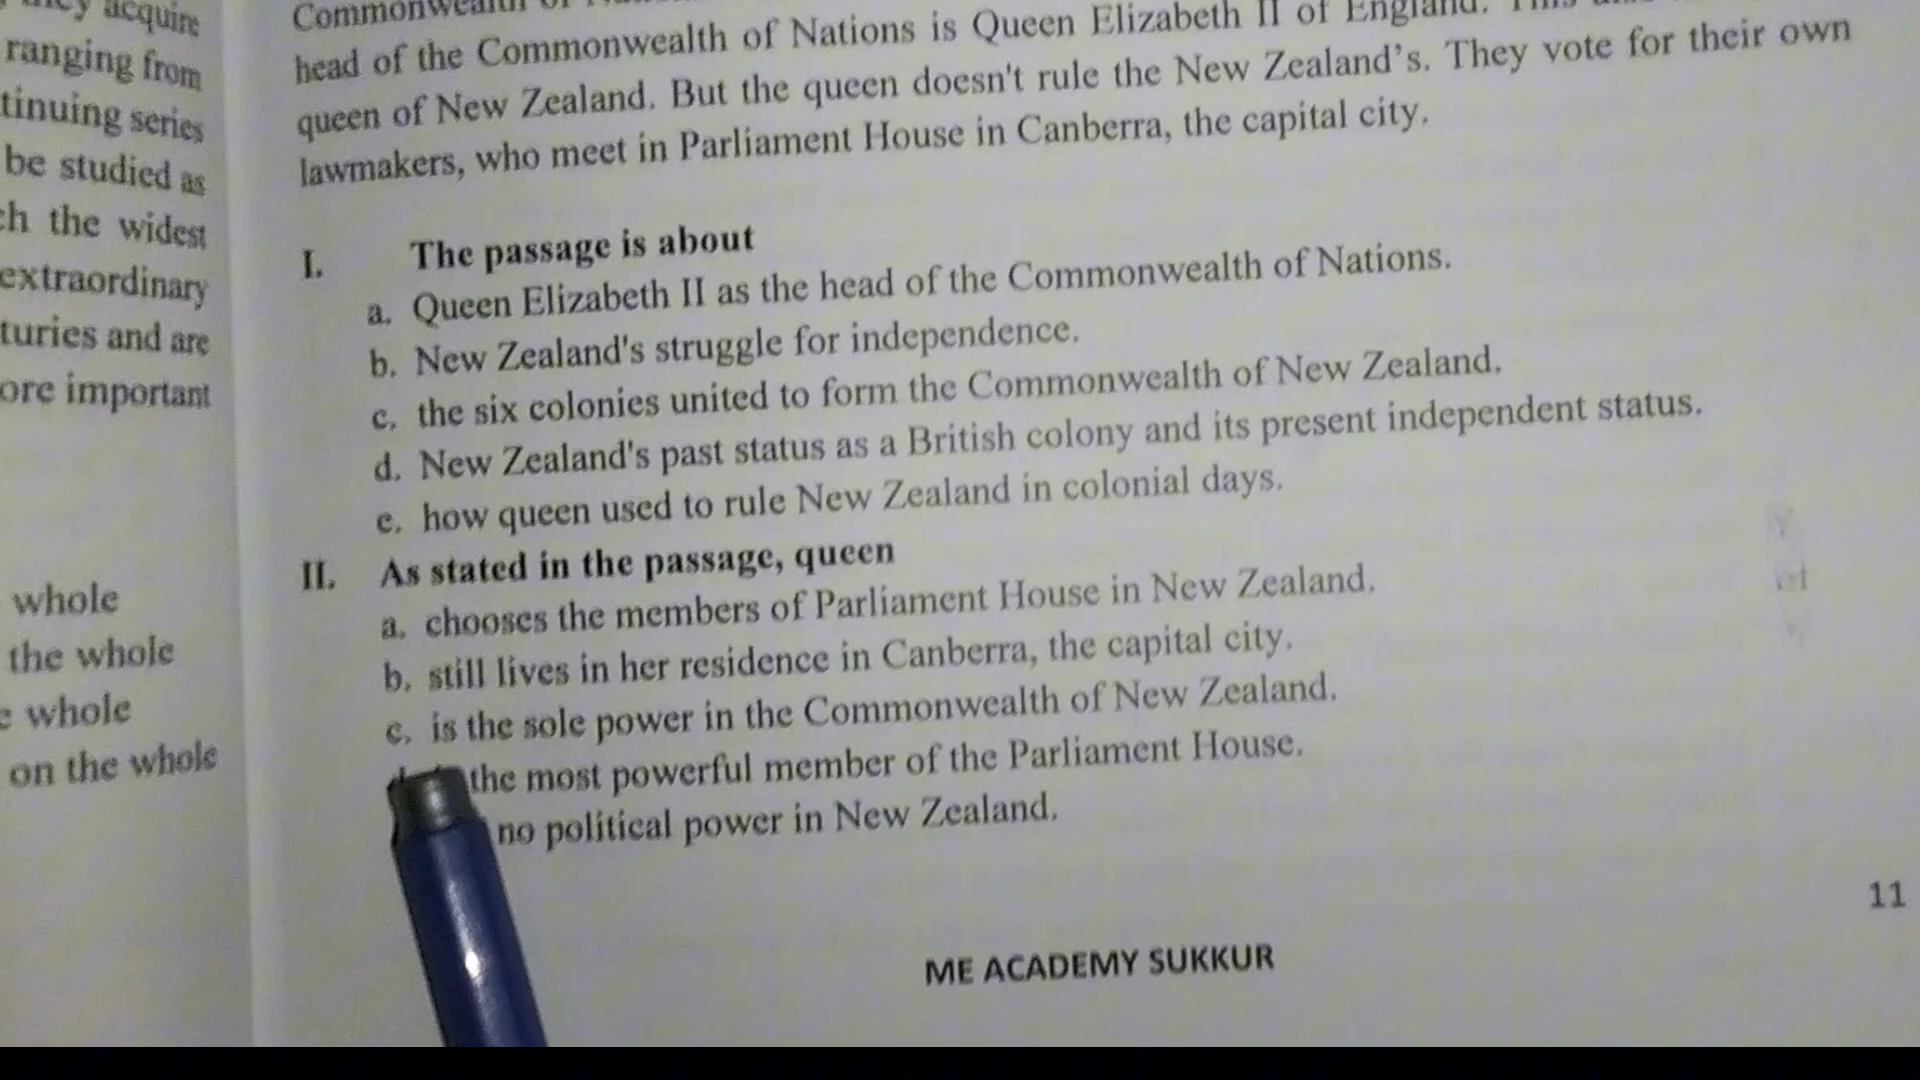 acquire
ranging from
tinuing series
be studied as
the widest
extraordinary
turies and are
ore important
whole
the whole
whole
on the whole
Commonwealth of
head of the Commonwealth of Nations is Queen Elizabeth II of England.
queen of New Zealand. But the queen doesn't rule the New Zealand's. They vote for their own
lawmakers, who meet in Parliament House in Canberra, the capital city.
I. The passage is about
a. Queen Elizabeth II as the head of the Commonwealth of Nations.
b. New Zealand's struggle for independence.
c. the six colonies united to form the Commonwealth of New Zealand.
d. New Zealand's past status as a British colony and its present independent status.
e. how queen used to rule New Zealand in colonial days.
II. As stated in the passage, queen
a. chooses the members of Parliament House in New Zealand.
b. still lives in her residence in Canberra, the capital city.
c. is the sole power in the Commonwealth of New Zealand.
the most powerful member of the Parliament House.
no political power in New Zealand.
11
ME ACADEMY SUKKUR